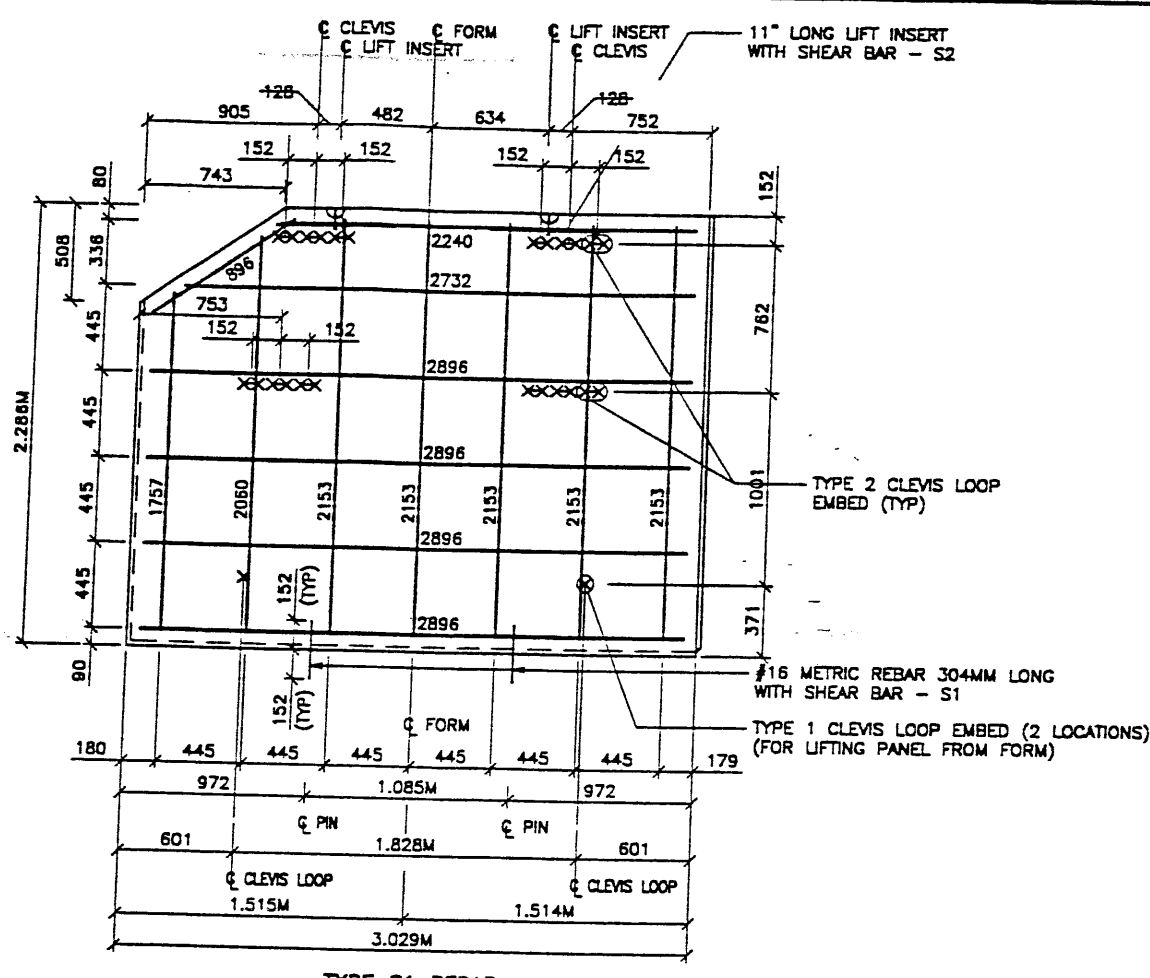 ℄ CLEVIS
℄ LIFT INSERT
℄ FORM
℄ LIFT INSERT
℄ CLEVIS
11" LONG LIFT INSERT
WITH SHEAR BAR – S2
128
128
905
482
634
752
152
152
152
152
743
80
152
508
336
2240
896
2732
762
753
445
152
152
2896
2.286M
445
2896
TYPE 2 CLEVIS LOOP
EMBED (TYP)
1001
1757
2060
2153
2153
2153
2153
2153
445
2896
445
152
(TYP)
371
2896
90
#16 METRIC REBAR 304MM LONG
WITH SHEAR BAR – S1
152
(TYP)
℄ FORM
TYPE 1 CLEVIS LOOP EMBED (2 LOCATIONS)
(FOR LIFTING PANEL FROM FORM)
180
445
445
445
445
445
445
179
972
1.085M
972
℄ PIN
℄ PIN
601
1.828M
601
℄ CLEVIS LOOP
℄ CLEVIS LOOP
1.515M
1.514M
3.029M